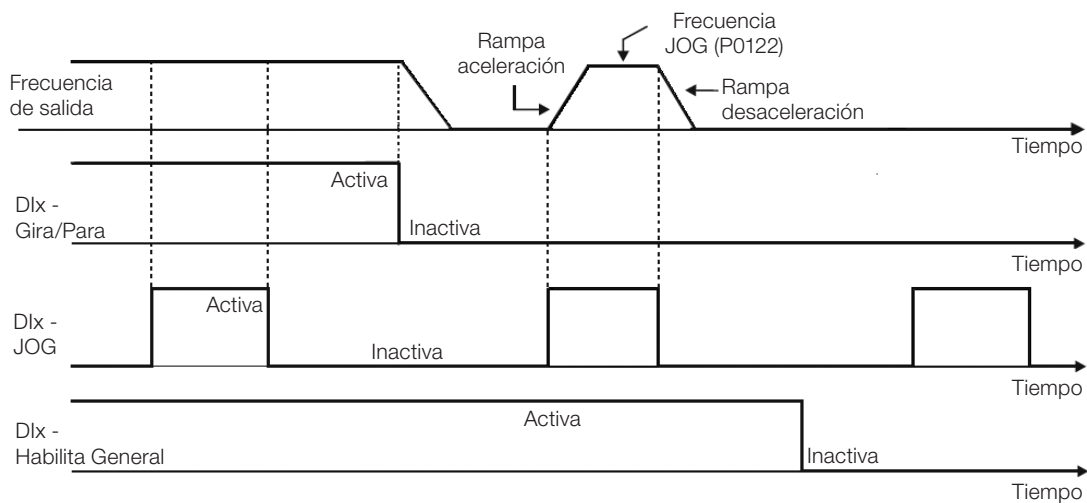 Frecuencia
JOG (P0122)
Rampa
aceleración
Frecuencia
de salida
Rampa
desaceleración
Tiempo
DIx -
Gira/Para
Activa
Inactiva
Tiempo
DIx -
JOG
Activa
Inactiva
Tiempo
DIx -
Habilita General
Activa
Inactiva
Tiempo